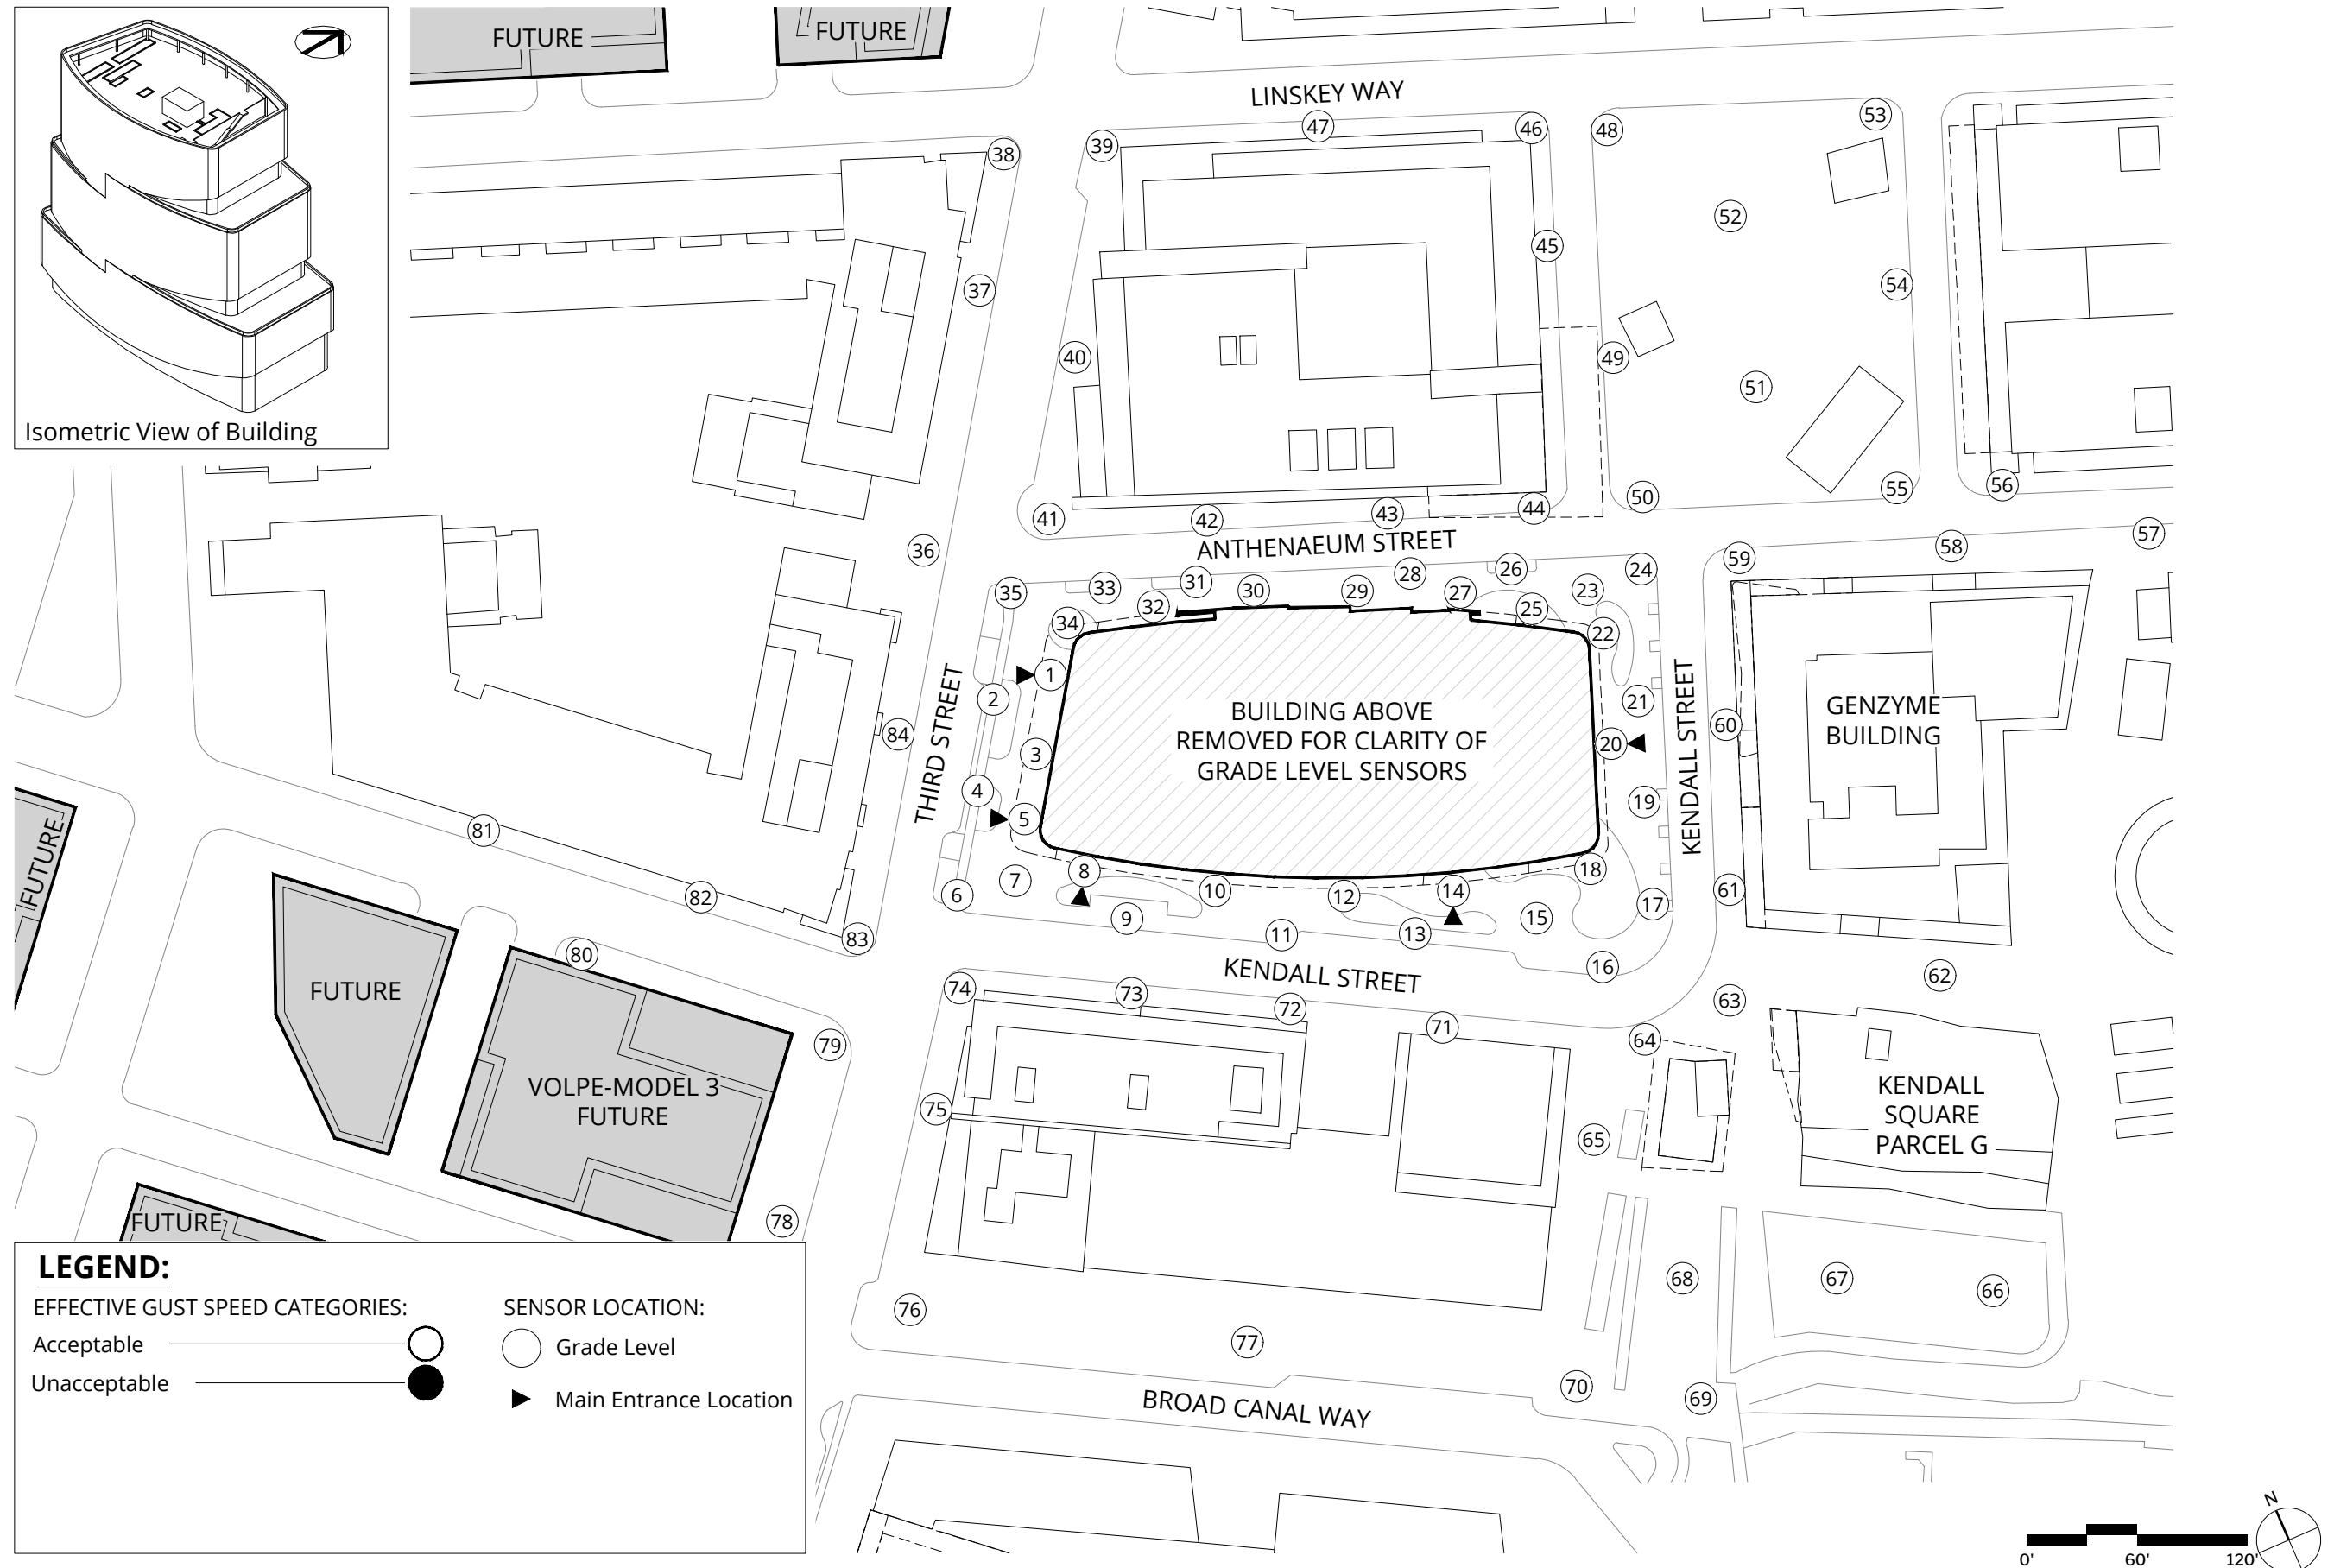 FUTURE
FUTURE
Isometric View of Building
LINSKEY WAY
38
39
47
46
48
53
52
45
37
54
40
49
51
41
42
43
44
50
55
56
36
ANTHENAEUM STREET
57
58
59
35
33
31
30
29
28
27
26
23
24
34
32
25
22
1
2
3
4
5
THIRD STREET
84
BUILDING ABOVE
REMOVED FOR CLARITY OF
GRADE LEVEL SENSORS
21
20
19
KENDALL STREET
60
GENZYME
BUILDING
FUTURE
81
82
83
6
7
8
9
10
11
12
13
14
15
16
17
18
61
62
63
80
KENDALL STREET
FUTURE
79
74
73
72
71
64
VOLPE-MODEL 3
FUTURE
75
65
KENDALL
SQUARE
PARCEL G
FUTURE
78
76
77
68
67
66
70
69
BROAD CANAL WAY
LEGEND:
EFFECTIVE GUST SPEED CATEGORIES:
Acceptable
Unacceptable
SENSOR LOCATION:
Grade Level
Main Entrance Location
N
0' 60' 120'